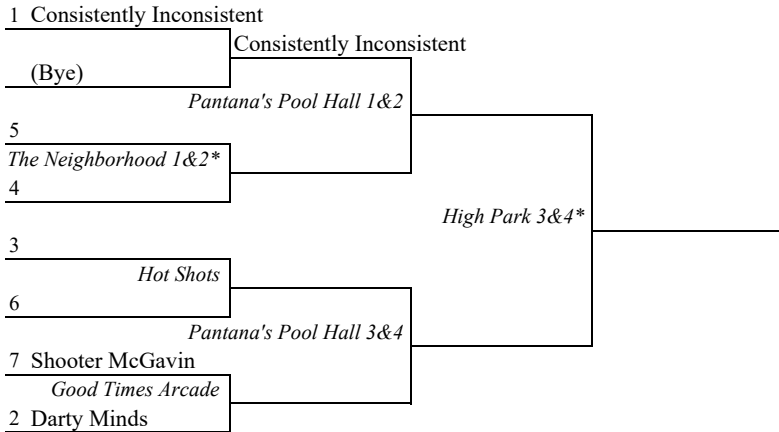 1 Consistently Inconsistent
Consistently Inconsistent
(Bye)
Pantana's Pool Hall 1&2
5
The Neighborhood 1&2*
4
High Park 3&4*
3
Hot Shots
6
Pantana's Pool Hall 3&4
7 Shooter McGavin
Good Times Arcade
2 Darty Minds